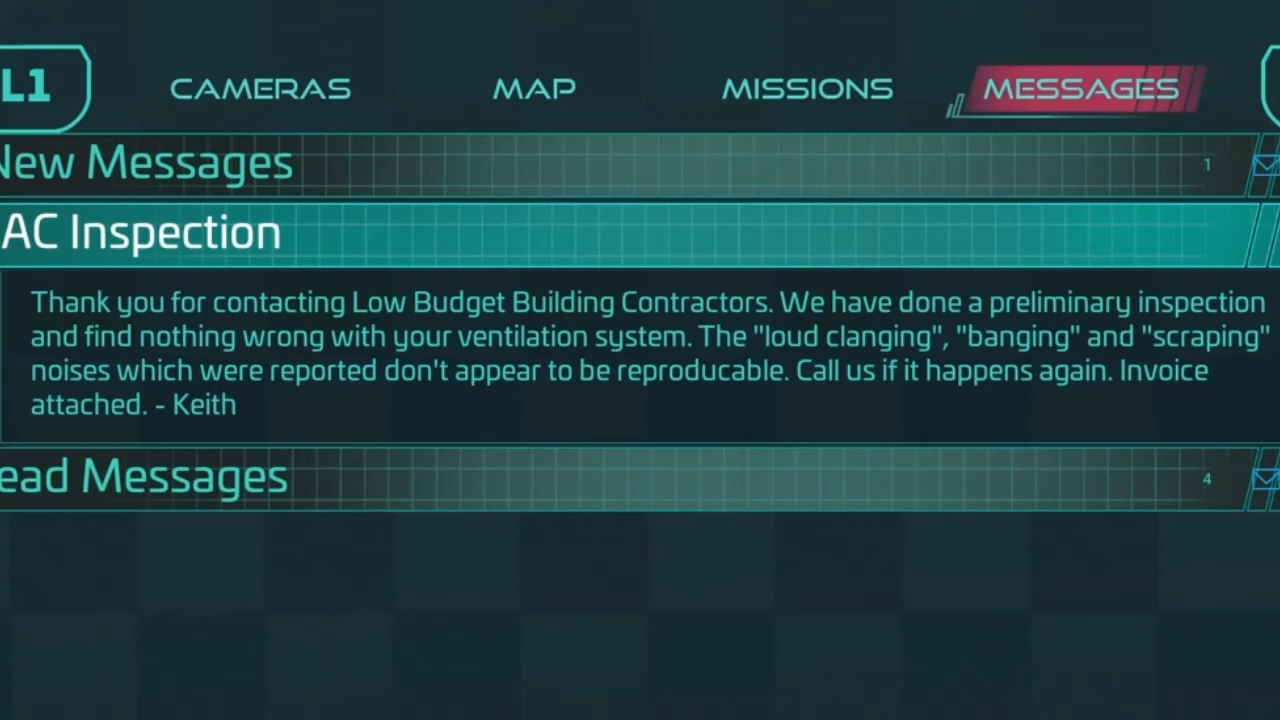 L1 CAMERAS MAP MISSIONS MESSAGES
New Messages 1
AC Inspection
Thank you for contacting Low Budget Building Contractors. We have done a preliminary inspection
and find nothing wrong with your ventilation system. The "loud clanging", "banging" and "scraping"
noises which were reported don't appear to be reproducable. Call us if it happens again. Invoice
attached. - Keith
ead Messages 4